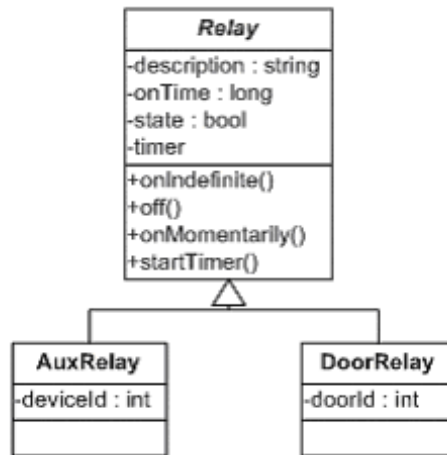 Relay
-description : string
-onTime : long
-state : bool
-timer
+onIndefinite()
+off()
+onMomentarily()
+startTimer()
AuxRelay
-deviceId : int
DoorRelay
-doorId : int